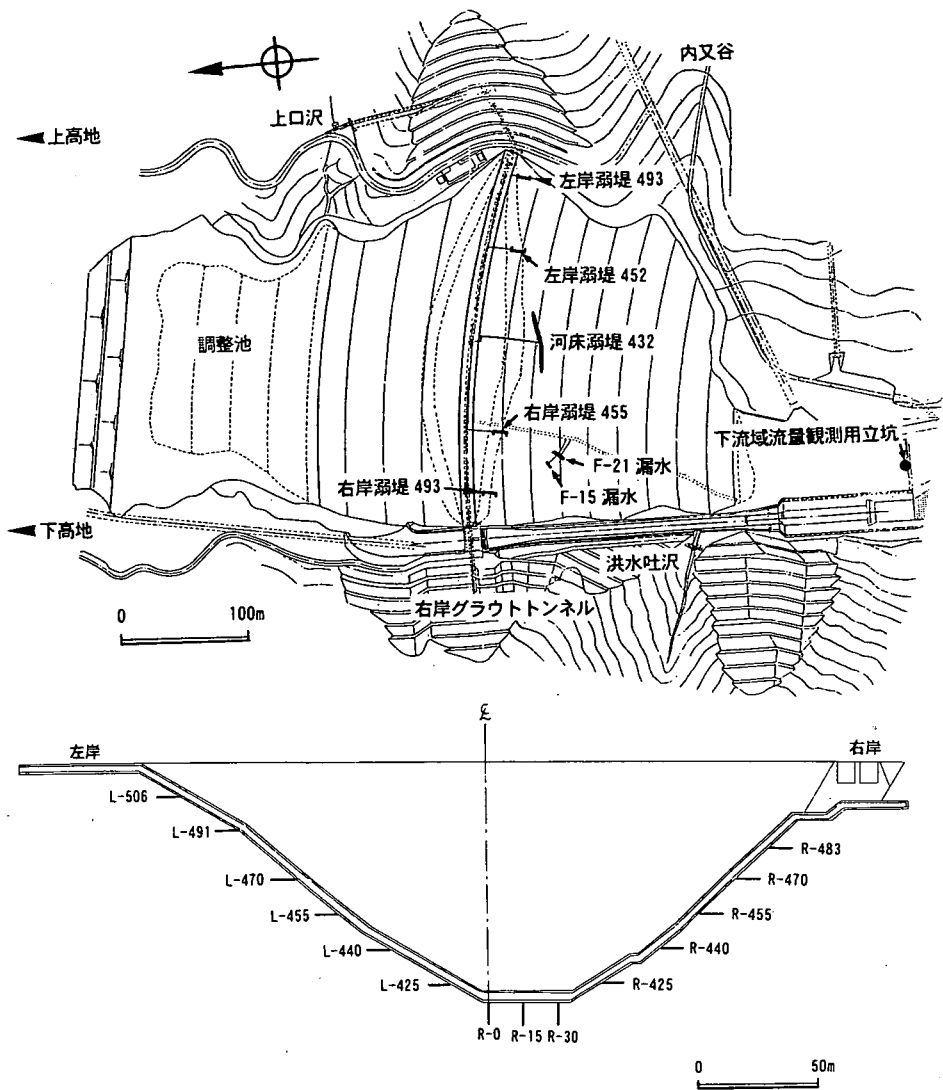 内又谷
上口沢
上高地
左岸溺堤 493
左岸溺堤 452
調整池
河床溺堤 432
右岸溺堤 455
下流域流量観測用立坑
F-21 漏水
F-15 漏水
右岸溺堤 493
下高地
洪水吐沢
右岸グラウトトンネル
0 100m
℄
左岸
右岸
L-506
L-491
R-483
L-470
R-470
L-455
R-455
L-440
R-440
L-425
R-425
R-0
R-15
R-30
0 50m